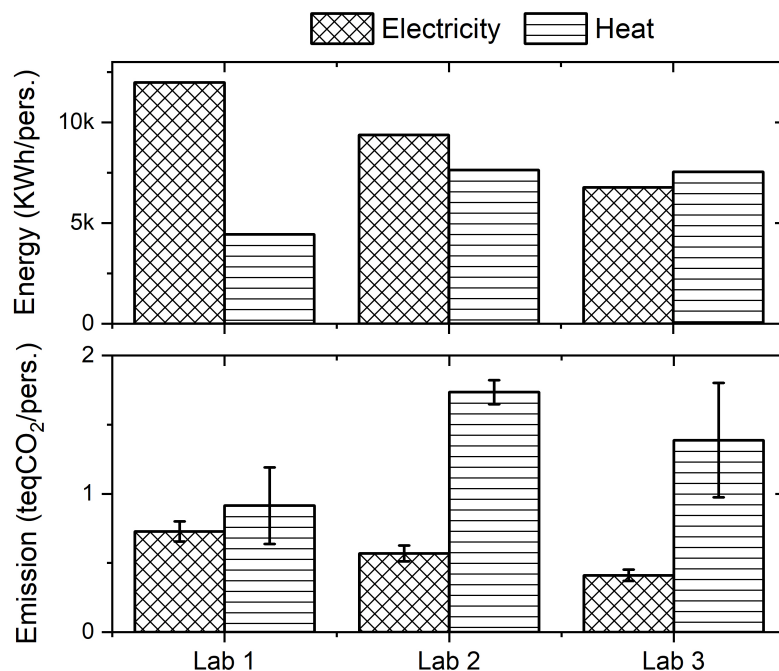 Electricity Heat
Energy (KWh/pers.)
10k
5k
0
Emission (teqCO₂/pers.)
2
1
0
Lab 1 Lab 2 Lab 3